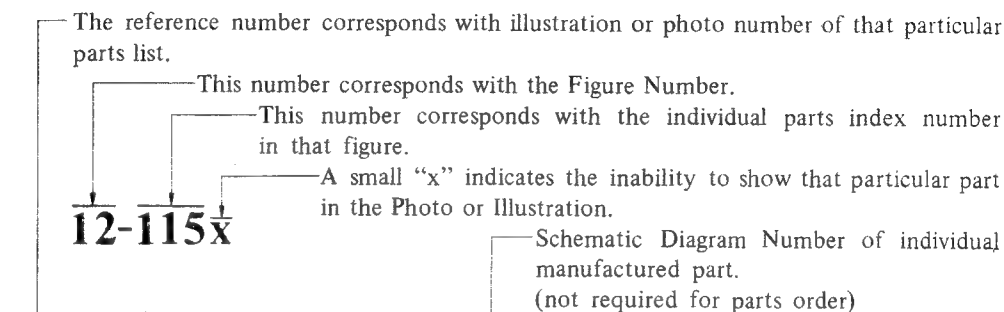 The reference number corresponds with illustration or photo number of that particular
parts list.
This number corresponds with the Figure Number.
This number corresponds with the individual parts index number
in that figure.
A small “x” indicates the inability to show that particular part
in the Photo or Illustration.
12-115x
Schematic Diagram Number of individual
manufactured part.
(not required for parts order)